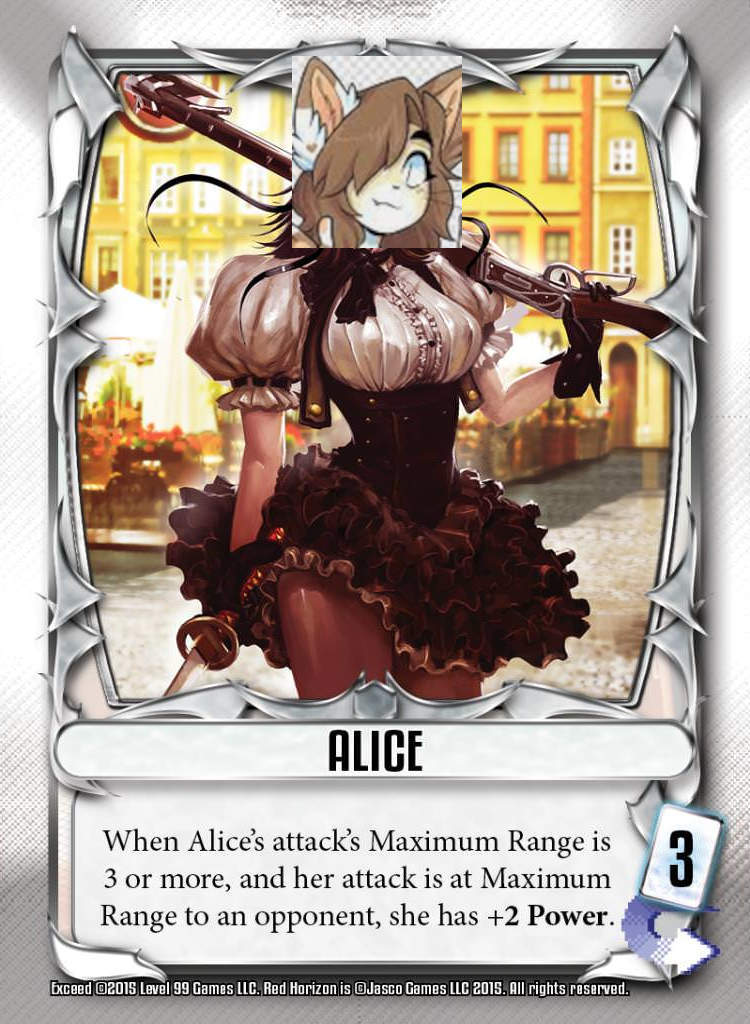 ALICE
When Alice's attack's Maximum Range is
3 or more, and her attack is at Maximum
Range to an opponent, she has +2 Power.
3
Exceed ©2015 Level 99 Games LLC. Red Horizon is ©Jasco Games LLC 2015. All rights reserved.